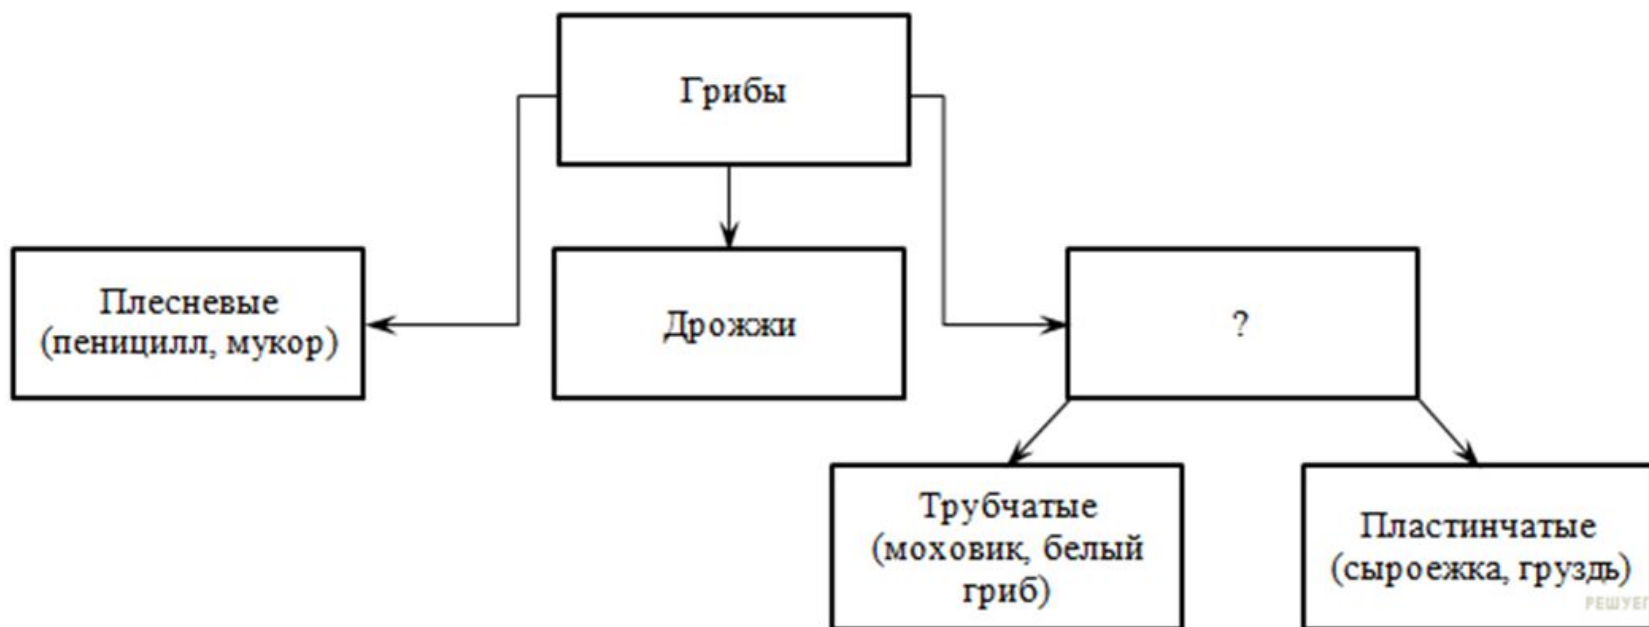 Грибы
Плесневые
(пеницилл, мукор)
Дрожжи
?
Трубчатые
(моховик, белый
гриб)
Пластинчатые
(сыроежка, груздь)